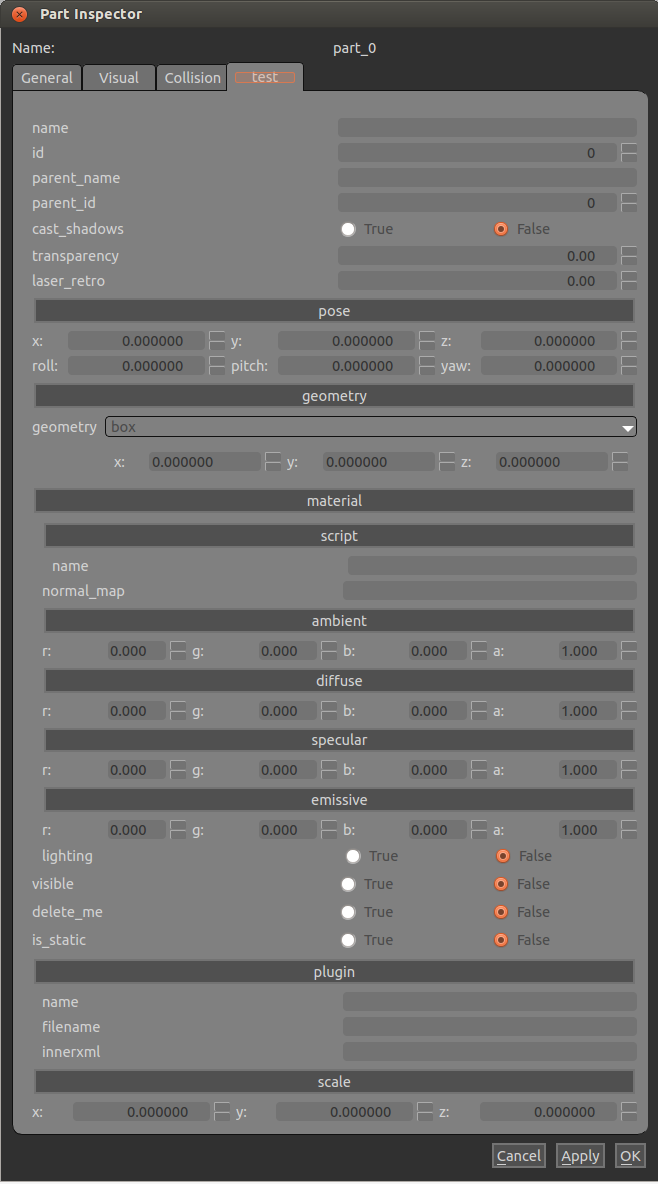 Part Inspector
Name: part_0
General Visual Collision test
name
id 0
parent_name
parent_id 0
cast_shadows True False
transparency 0.00
laser_retro 0.00
pose
x: 0.000000 y: 0.000000 z: 0.000000
roll: 0.000000 pitch: 0.000000 yaw: 0.000000
geometry
geometry box
x: 0.000000 y: 0.000000 z: 0.000000
material
script
name
normal_map
ambient
r: 0.000 g: 0.000 b: 0.000 a: 1.000
diffuse
r: 0.000 g: 0.000 b: 0.000 a: 1.000
specular
r: 0.000 g: 0.000 b: 0.000 a: 1.000
emissive
r: 0.000 g: 0.000 b: 0.000 a: 1.000
lighting True False
visible True False
delete_me True False
is_static True False
plugin
name
filename
innerxml
scale
x: 0.000000 y: 0.000000 z: 0.000000
Cancel Apply OK